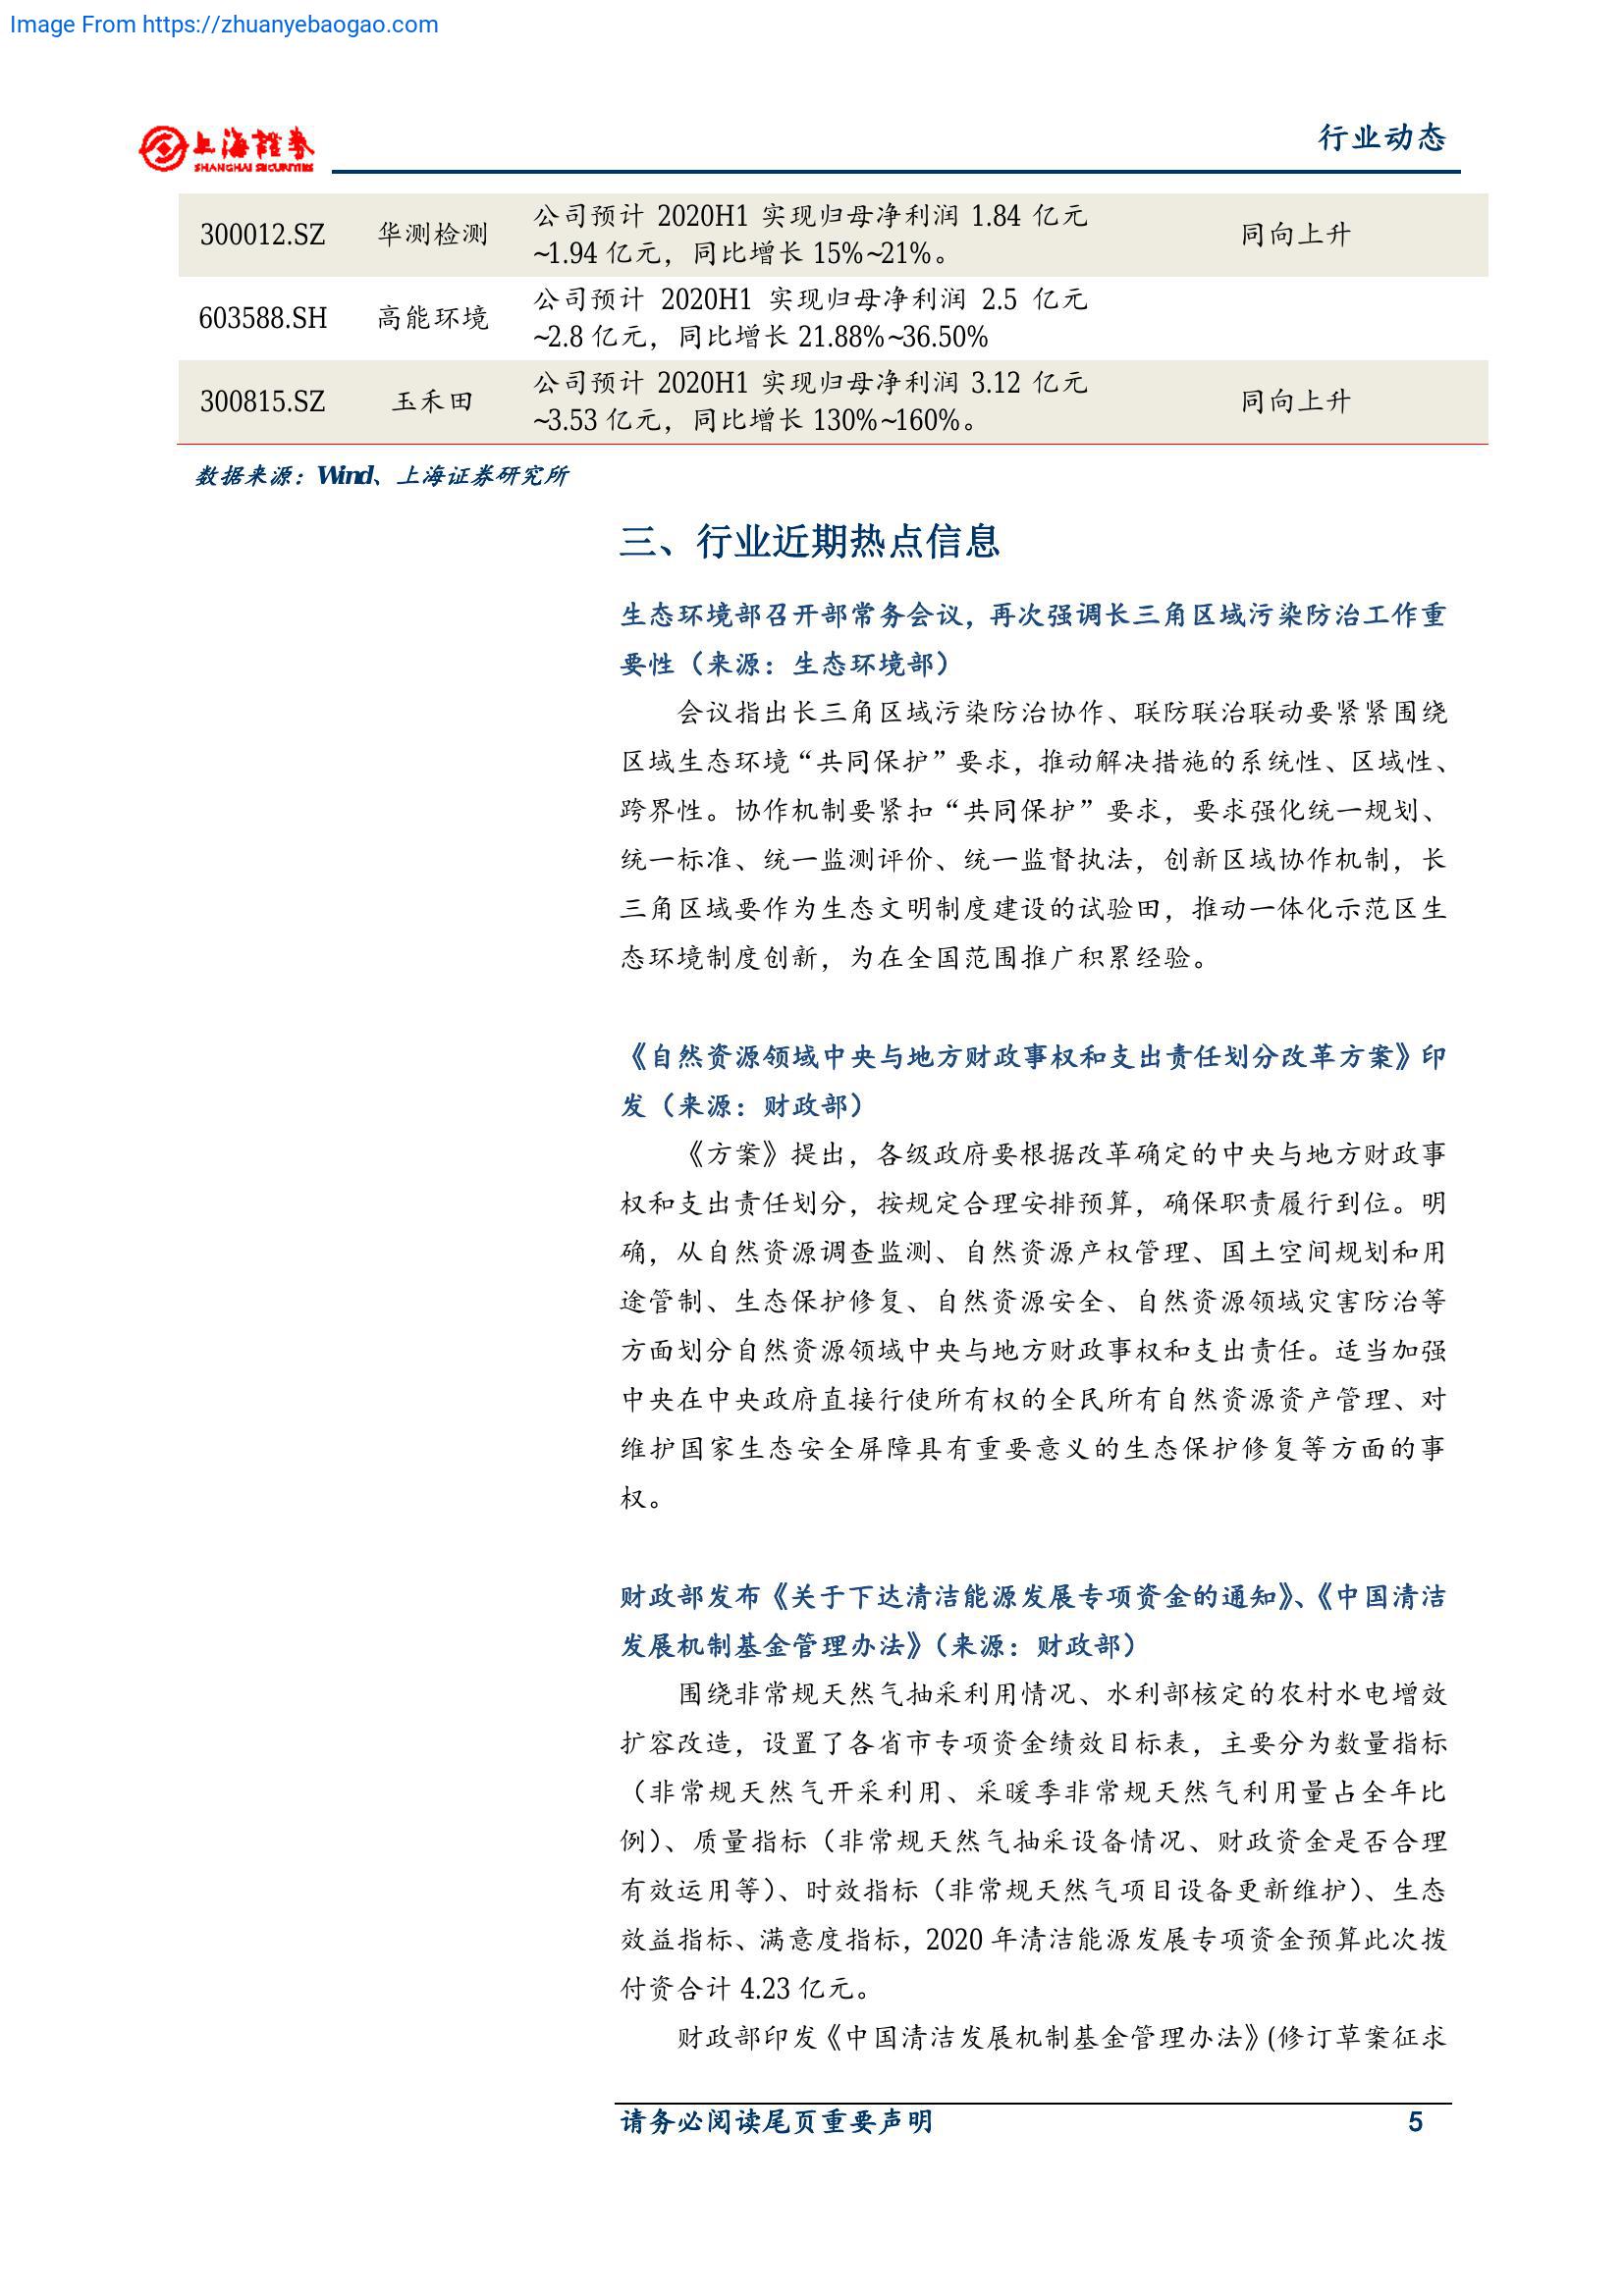 Image From https://zhuanyebaogao.com
上海證券
SHANGHAI SECURITIES
行业动态
300012.SZ 华测检测 公司预计 2020H1 实现归母净利润 1.84 亿元 同向上升
~1.94 亿元，同比增长 15%~21%。
603588.SH 高能环境 公司预计 2020H1 实现归母净利润 2.5 亿元
~2.8 亿元，同比增长 21.88%~36.50%
300815.SZ 玉禾田 公司预计 2020H1 实现归母净利润 3.12 亿元 同向上升
~3.53 亿元，同比增长 130%~160%。
数据来源：Wind、上海证券研究所
三、行业近期热点信息
生态环境部召开部常务会议，再次强调长三角区域污染防治工作重
要性（来源：生态环境部）
会议指出长三角区域污染防治协作、联防联治联动要紧紧围绕
区域生态环境“共同保护”要求，推动解决措施的系统性、区域性、
跨界性。协作机制要紧扣“共同保护”要求，要求强化统一规划、
统一标准、统一监测评价、统一监督执法，创新区域协作机制，长
三角区域要作为生态文明制度建设的试验田，推动一体化示范区生
态环境制度创新，为在全国范围推广积累经验。
《自然资源领域中央与地方财政事权和支出责任划分改革方案》印
发（来源：财政部）
《方案》提出，各级政府要根据改革确定的中央与地方财政事
权和支出责任划分，按规定合理安排预算，确保职责履行到位。明
确，从自然资源调查监测、自然资源产权管理、国土空间规划和用
途管制、生态保护修复、自然资源安全、自然资源领域灾害防治等
方面划分自然资源领域中央与地方财政事权和支出责任。适当加强
中央在中央政府直接行使所有权的全民所有自然资源资产管理、对
维护国家生态安全屏障具有重要意义的生态保护修复等方面的事
权。
财政部发布《关于下达清洁能源发展专项资金的通知》、《中国清洁
发展机制基金管理办法》（来源：财政部）
围绕非常规天然气抽采利用情况、水利部核定的农村水电增效
扩容改造，设置了各省市专项资金绩效目标表，主要分为数量指标
（非常规天然气开采利用、采暖季非常规天然气利用量占全年比
例）、质量指标（非常规天然气抽采设备情况、财政资金是否合理
有效运用等）、时效指标（非常规天然气项目设备更新维护）、生态
效益指标、满意度指标，2020 年清洁能源发展专项资金预算此次拨
付资合计 4.23 亿元。
财政部印发《中国清洁发展机制基金管理办法》(修订草案征求
请务必阅读尾页重要声明 5